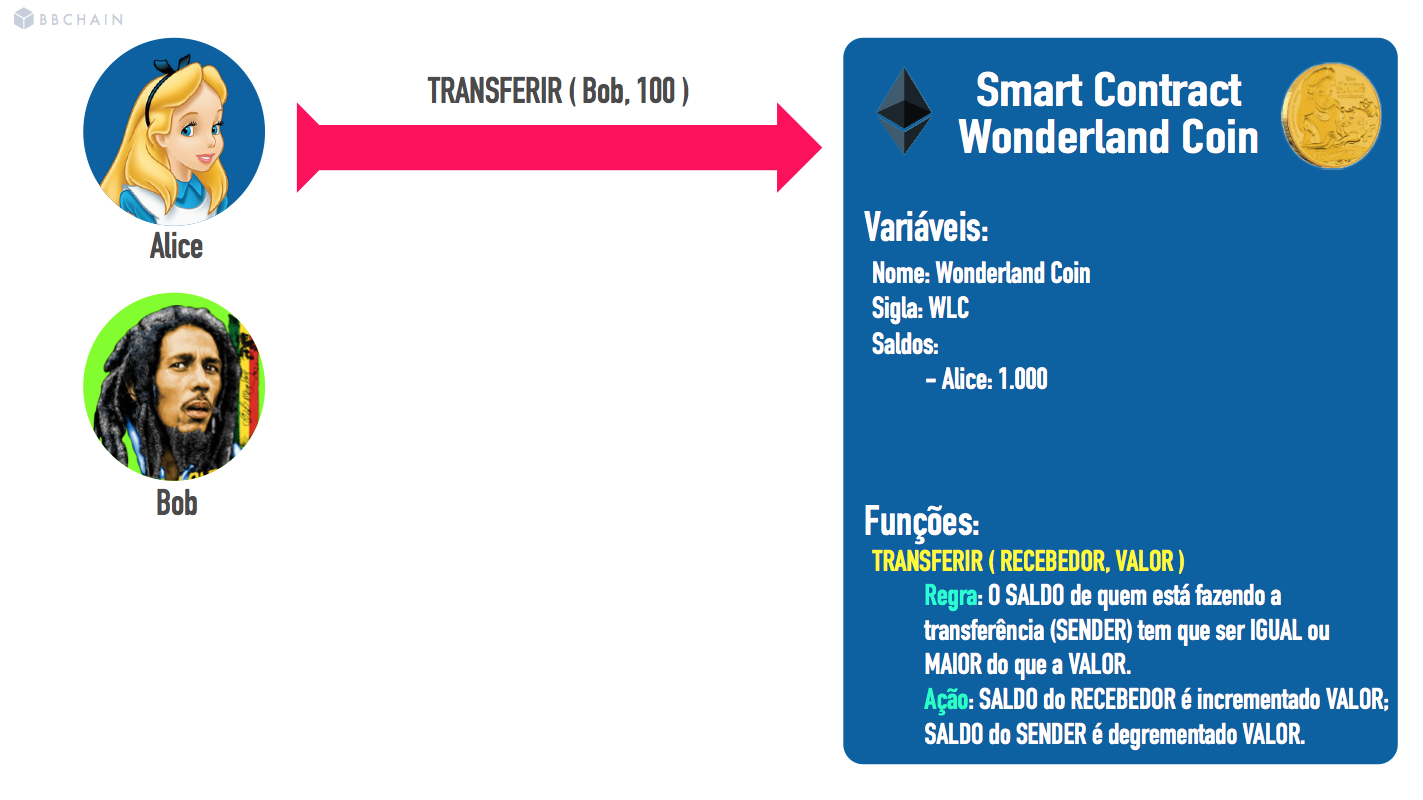 BBCHAIN
TRANSFERIR ( Bob, 100 )
Alice
Bob
Smart Contract
Wonderland Coin
Variáveis:
Nome: Wonderland Coin
Sigla: WLC
Saldos:
- Alice: 1.000
Funções:
TRANSFERIR ( RECEBEDOR, VALOR )
Regra: O SALDO de quem está fazendo a
transferência (SENDER) tem que ser IGUAL ou
MAIOR do que a VALOR.
Ação: SALDO do RECEBEDOR é incrementado VALOR;
SALDO do SENDER é degrementado VALOR.